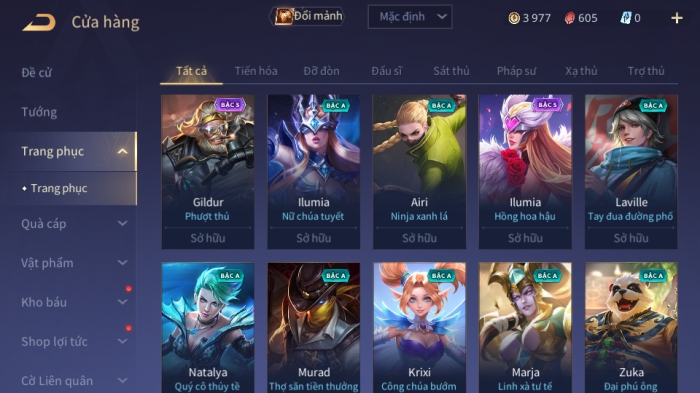 Cửa hàng
Đổi mảnh
Mặc định
3 977
605
0
Đề cử
Tướng
Trang phục
Trang phục
Quà cáp
Vật phẩm
Kho báu
Shop lợi tức
Cờ Liên quân
Tất cả Tiến hóa Đỡ đòn Đấu sĩ Sát thủ Pháp sư Xạ thủ Trợ thủ
BẬC S
BẬC A
BẬC A
BẬC S
BẬC A
Gildur
Phượt thủ
Sở hữu
Ilumia
Nữ chúa tuyết
Sở hữu
Airi
Ninja xanh lá
Sở hữu
Ilumia
Hồng hoa hậu
Sở hữu
Laville
Tay đua đường phố
Sở hữu
BẬC A
BẬC A
BẬC A
BẬC A
BẬC A
Natalya
Quý cô thủy tề
Murad
Thợ săn tiền thưởng
Krixi
Công chúa bướm
Marja
Linh xà tư tế
Zuka
Đại phú ông